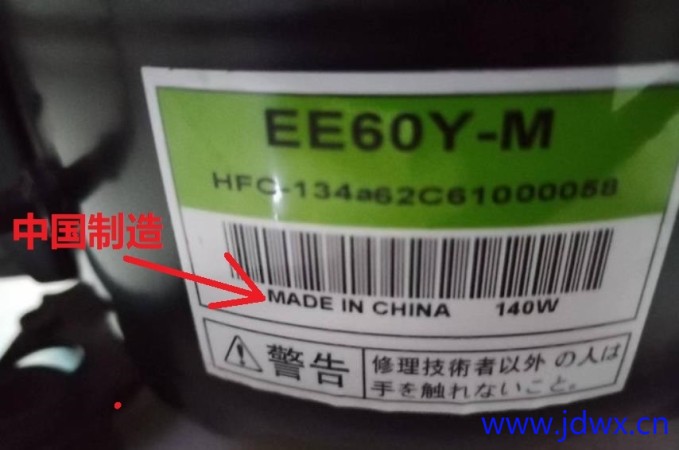 EE60Y-M
HFC-134a62C61000058
中国制造
MADE IN CHINA 140W
警告 修理技術者以外の人は
手を触れないこと。
www.jdwx.cn